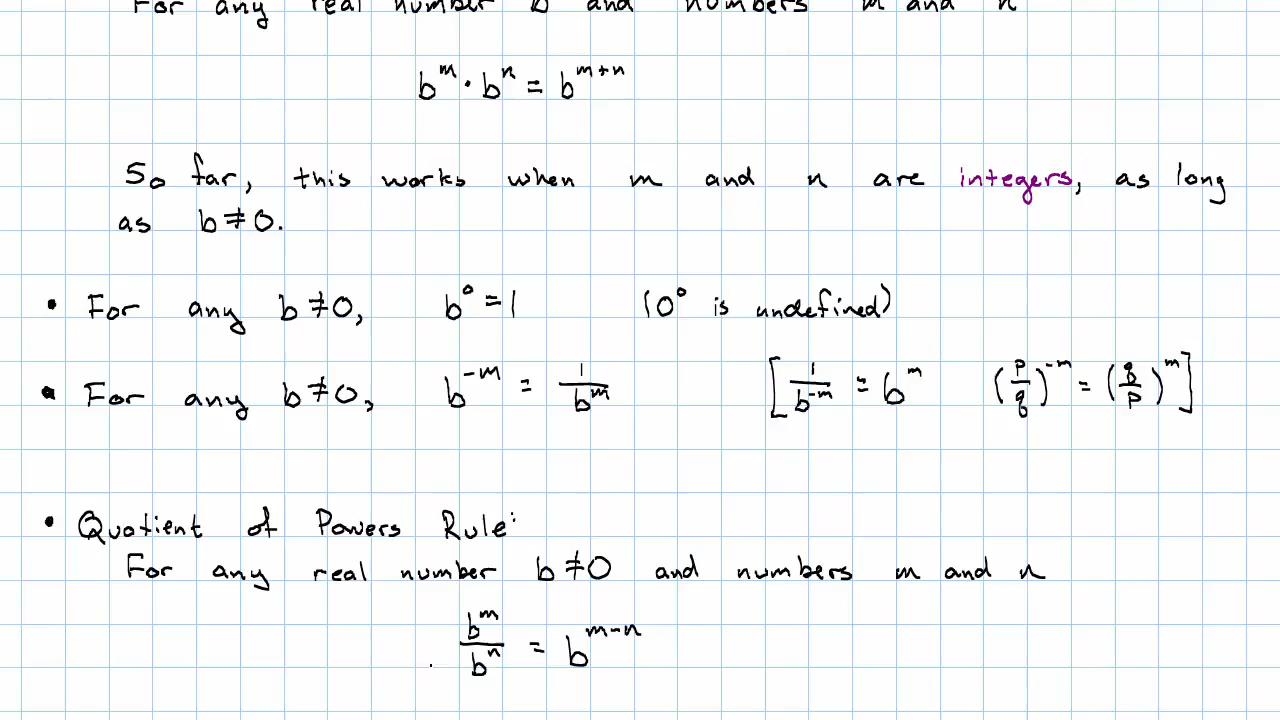 For any real number b and numbers m and n
b^m · b^n = b^(m+n)
So far, this works when m and n are integers, as long
as b ≠ 0.
• For any b ≠ 0, b^0 = 1 (0^0 is undefined)
• For any b ≠ 0, b^(-m) = 1/b^m [1/b^(-m) = b^m (p/q)^(-m) = (q/p)^m]
• Quotient of Powers Rule:
For any real number b ≠ 0 and numbers m and n
b^m/b^n = b^(m-n)